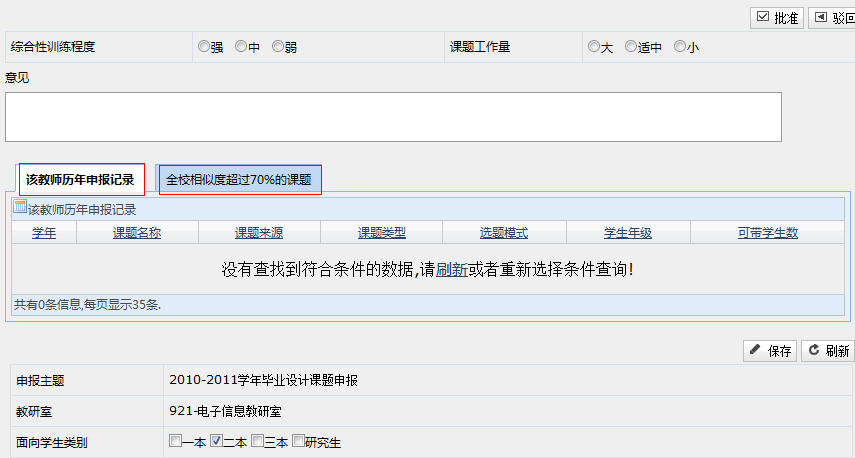 批准 驳回
综合性训练程度 强 中 弱 课题工作量 大 适中 小
意见
该教师历年申报记录 全校相似度超过70%的课题
该教师历年申报记录
学年 课题名称 课题来源 课题类型 选题模式 学生年级 可带学生数
没有查找到符合条件的数据,请刷新或者重新选择条件查询!
共有0条信息,每页显示35条.
保存 刷新
申报主题 2010-2011学年毕业设计课题申报
教研室 921-电子信息教研室
面向学生类别 一本 二本 三本 研究生